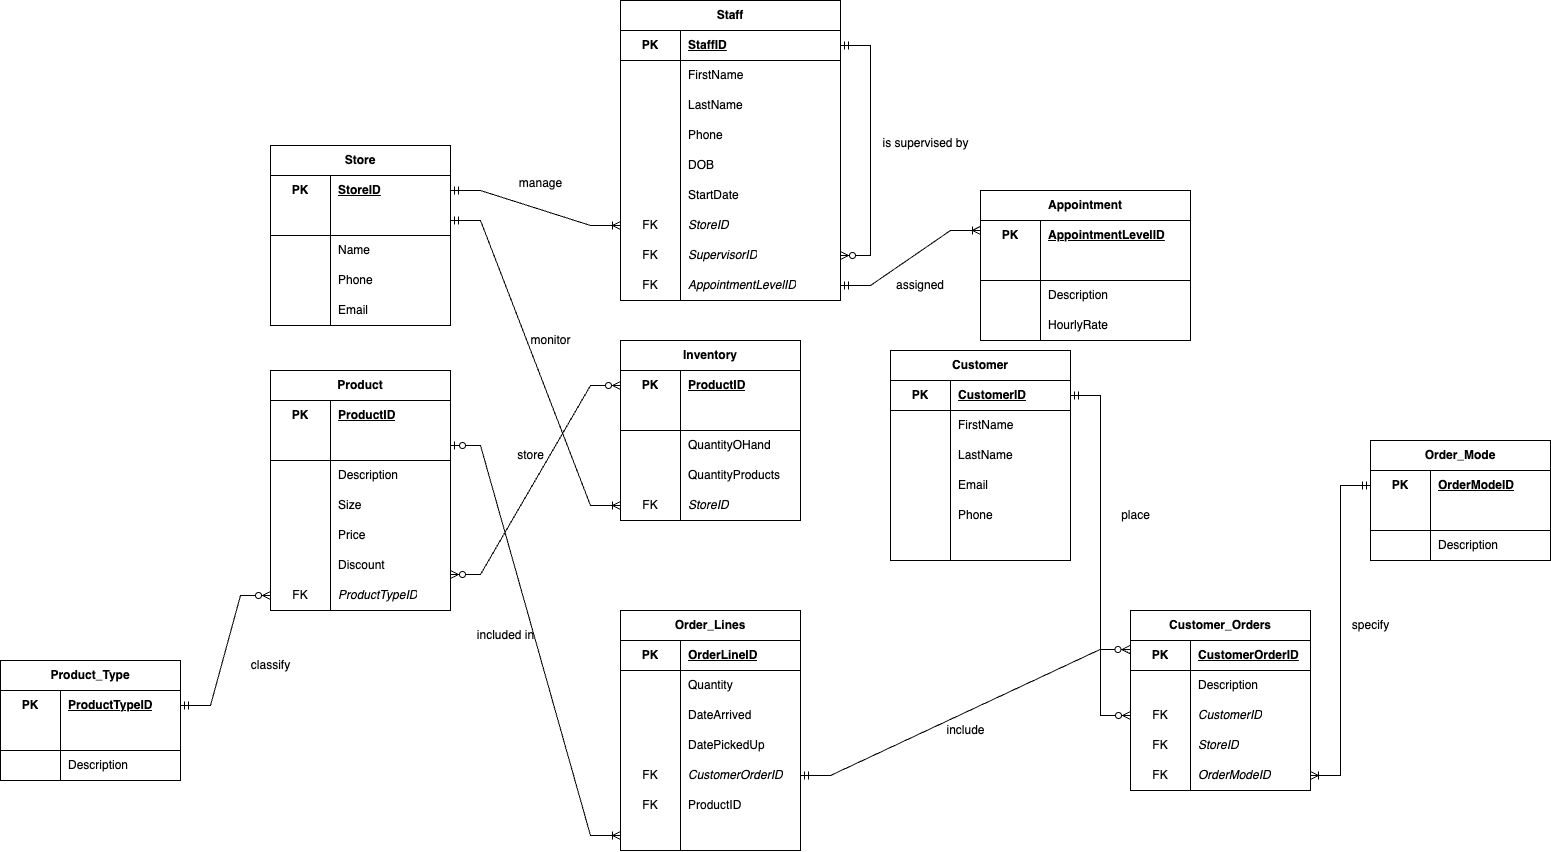 Staff
PK StaffID
FirstName
LastName
Phone
DOB
StartDate
FK StoreID
FK SupervisorID
FK AppointmentLevelID
is supervised by
Store
PK StoreID
Name
Phone
Email
manage
Appointment
PK AppointmentLevelID
Description
HourlyRate
assigned
monitor
Inventory
PK ProductID
QuantityOHand
QuantityProducts
FK StoreID
Product
PK ProductID
Description
Size
Price
Discount
FK ProductTypeID
store
Customer
PK CustomerID
FirstName
LastName
Email
Phone
place
Order_Mode
PK OrderModeID
Description
specify
included in
classify
Product_Type
PK ProductTypeID
Description
Order_Lines
PK OrderLineID
Quantity
DateArrived
DatePickedUp
FK CustomerOrderID
FK ProductID
include
Customer_Orders
PK CustomerOrderID
Description
FK CustomerID
FK StoreID
FK OrderModeID